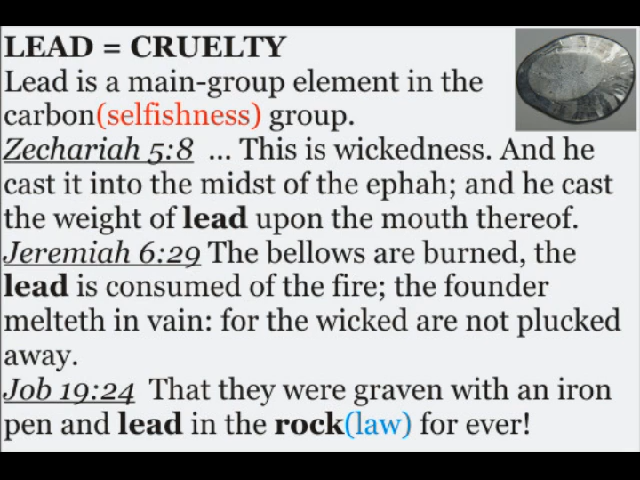 LEAD = CRUELTY
Lead is a main-group element in the
carbon(selfishness) group.
Zechariah 5:8 ... This is wickedness. And he
cast it into the midst of the ephah; and he cast
the weight of lead upon the mouth thereof.
Jeremiah 6:29 The bellows are burned, the
lead is consumed of the fire; the founder
melteth in vain: for the wicked are not plucked
away.
Job 19:24 That they were graven with an iron
pen and lead in the rock(law) for ever!